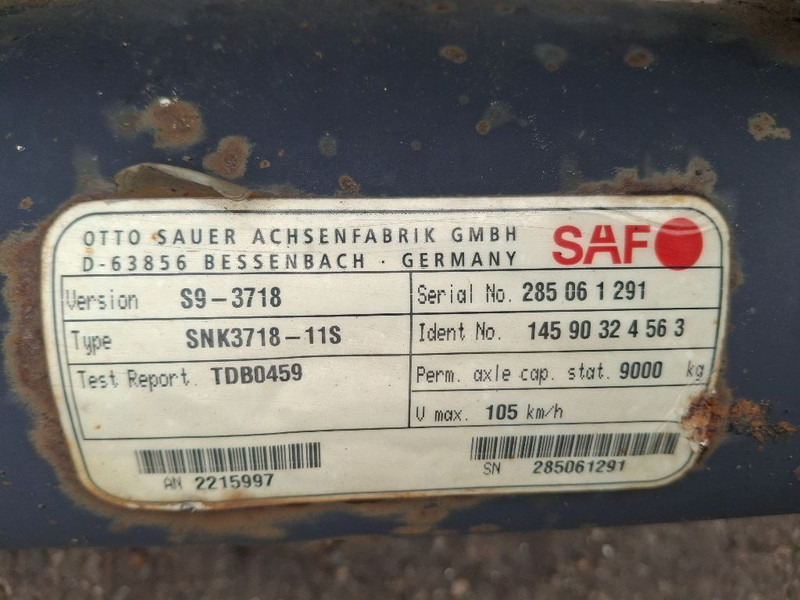 OTTO SAUER ACHSENFABRIK GMBH
D-63856 BESSENBACH · GERMANY
SAF
Version S9-3718
Serial No. 285 06 1 291
Type SNK3718-11S
Ident No. 145 90 32 4 56 3
Test Report. TDB0459
Perm. axle cap. stat. 9000 kg
V max. 105 km/h
AN 2215997
SN 285061291